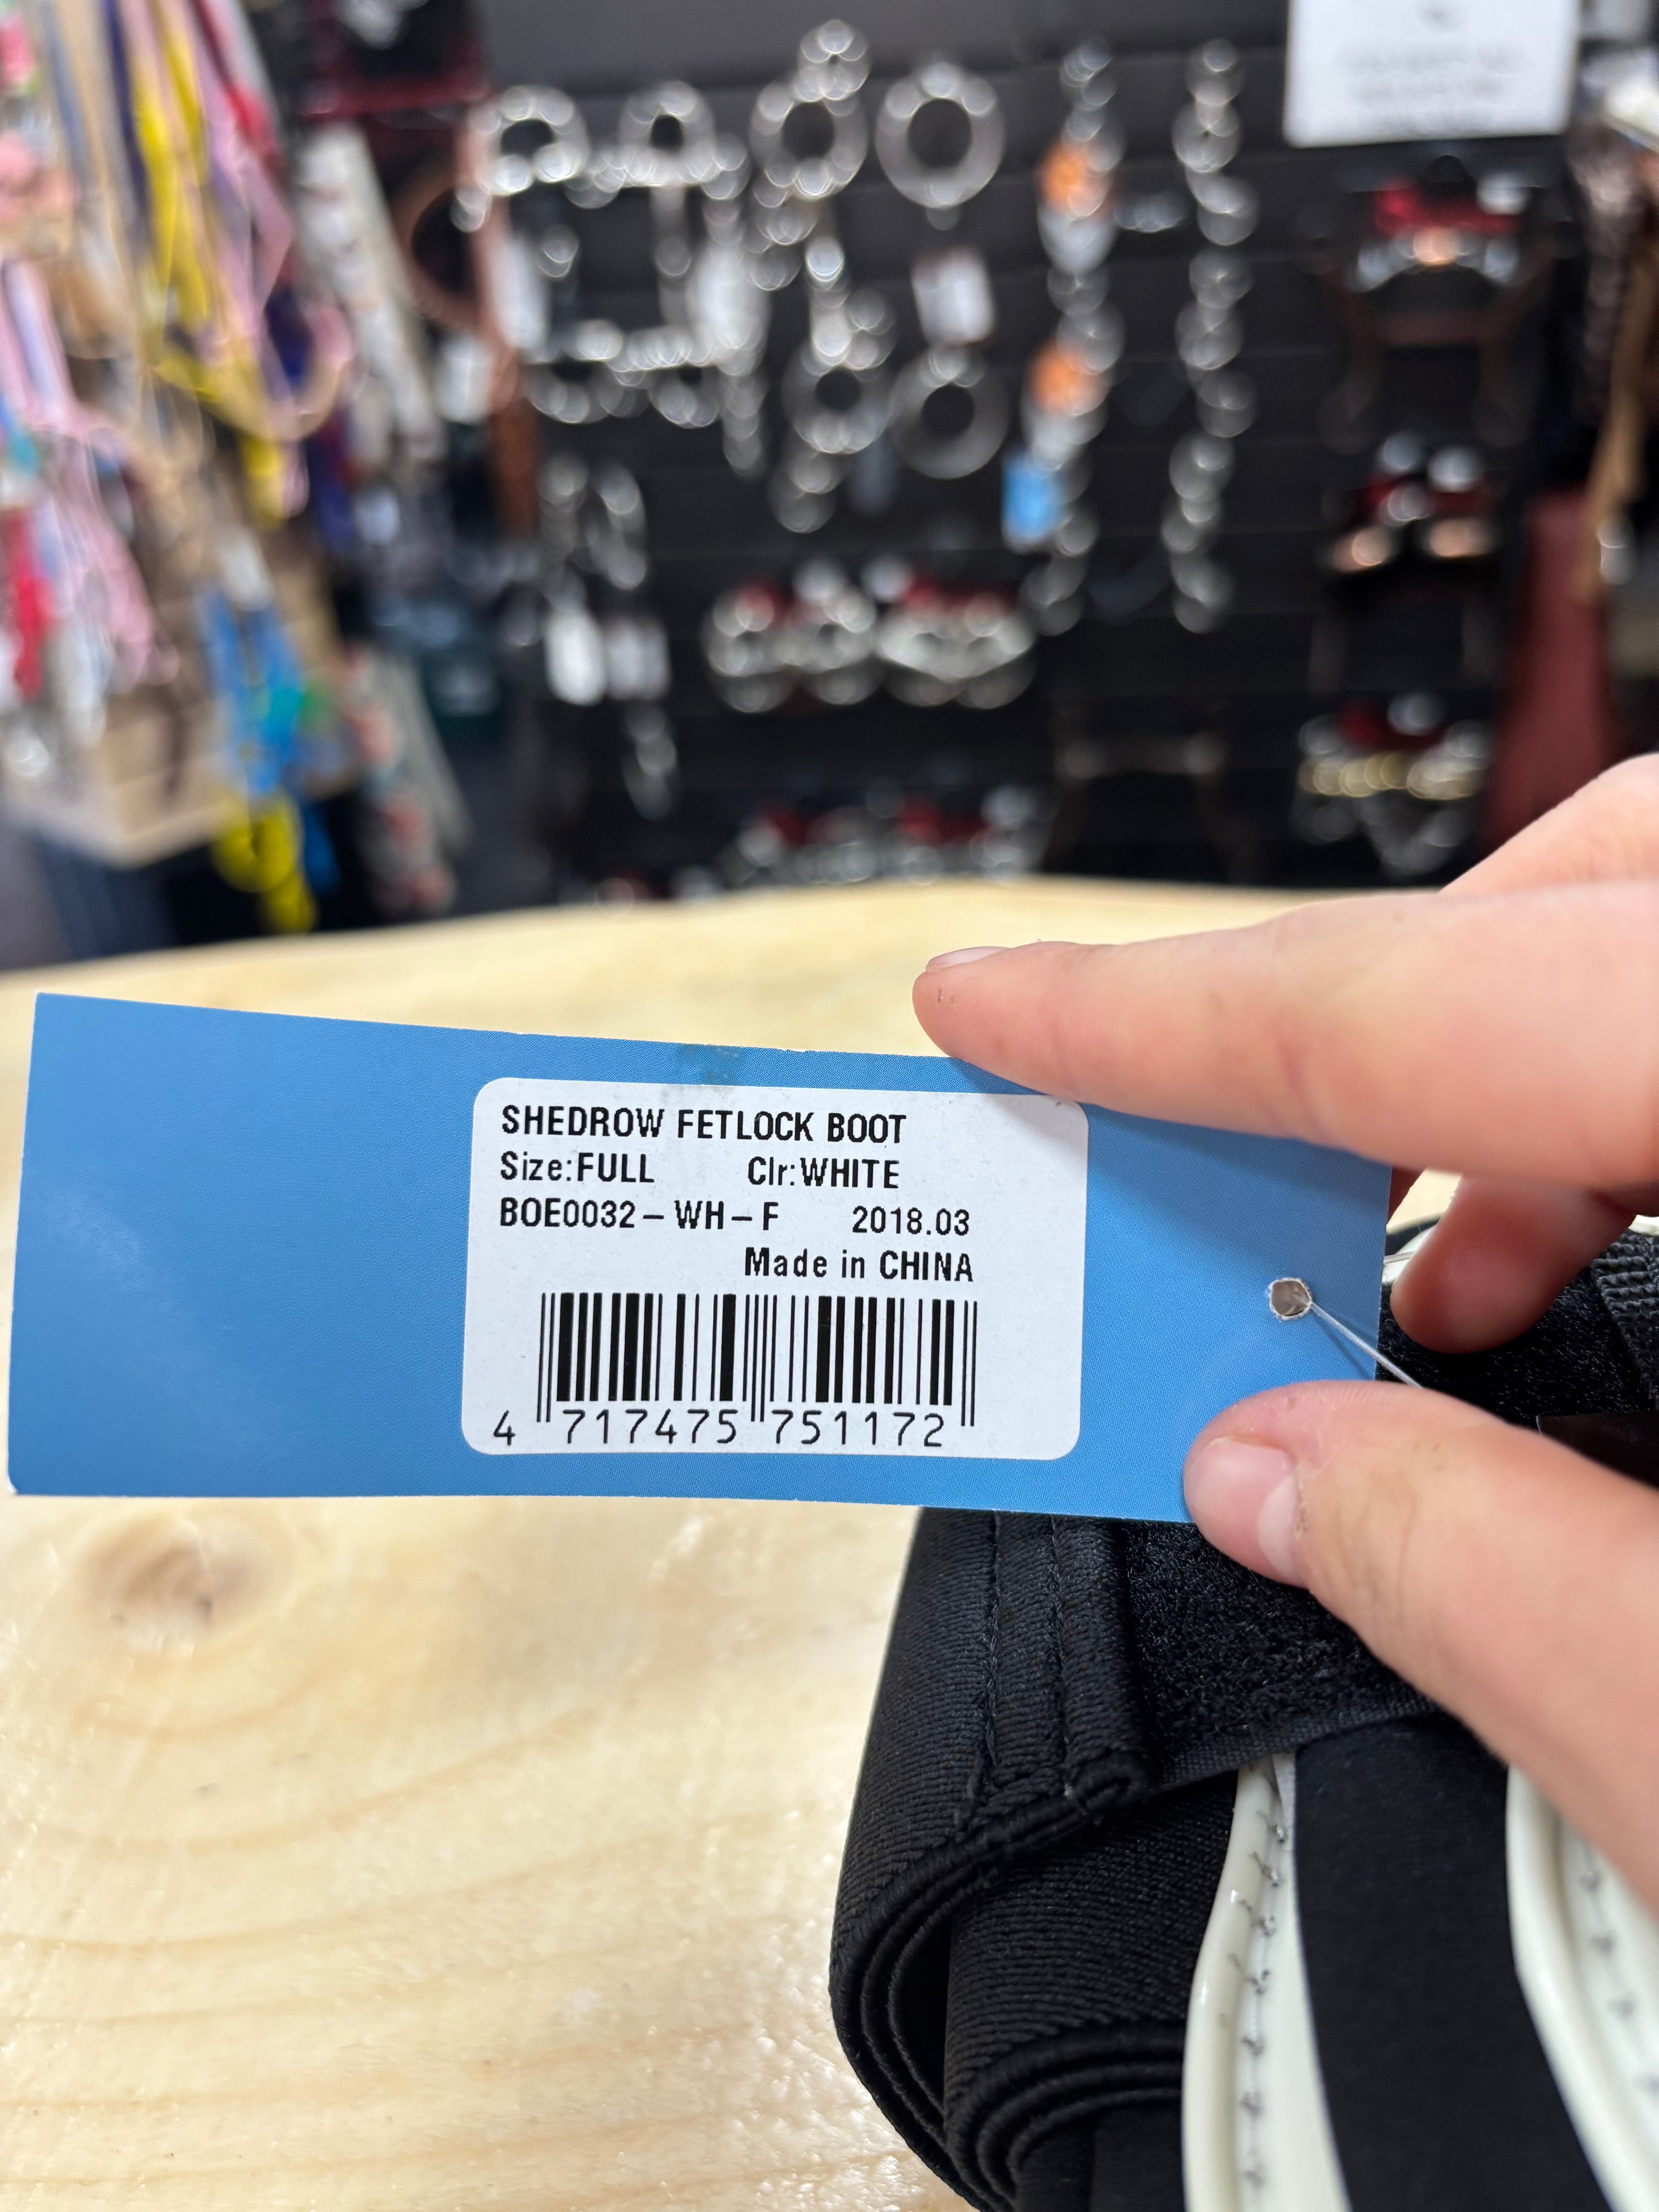 SHEDROW FETLOCK BOOT
Size:FULL Clr:WHITE
BOE0032-WH-F 2018.03
Made in CHINA
4 717475 751172